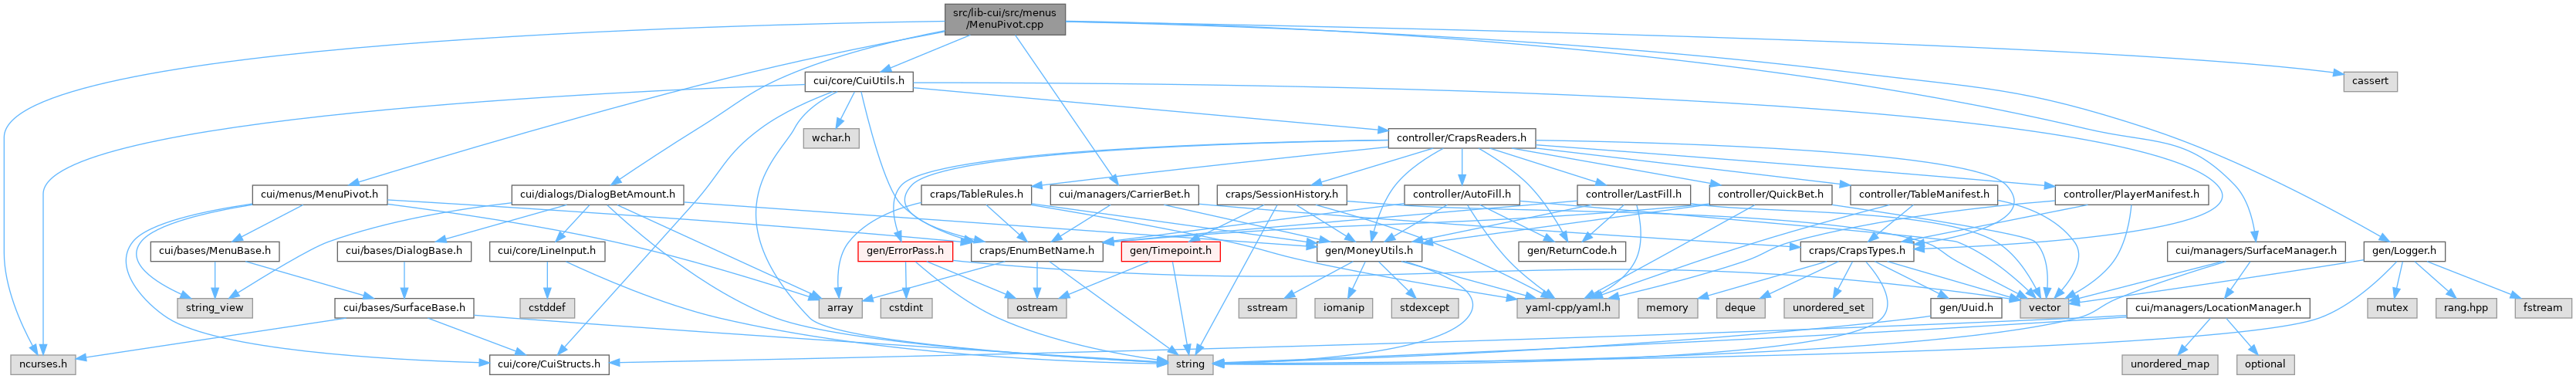 src/lib-cui/src/menus
/MenuPivot.cpp
cui/core/CuiUtils.h
cassert
wchar.h
controller/CrapsReaders.h
cui/menus/MenuPivot.h
cui/dialogs/DialogBetAmount.h
craps/TableRules.h
cui/managers/CarrierBet.h
craps/SessionHistory.h
controller/AutoFill.h
controller/LastFill.h
controller/QuickBet.h
controller/TableManifest.h
controller/PlayerManifest.h
cui/bases/MenuBase.h
cui/bases/DialogBase.h
cui/core/LineInput.h
gen/ErrorPass.h
craps/EnumBetName.h
gen/Timepoint.h
gen/MoneyUtils.h
gen/ReturnCode.h
craps/CrapsTypes.h
cui/managers/SurfaceManager.h
gen/Logger.h
string_view
cui/bases/SurfaceBase.h
cstddef
array
cstdint
ostream
sstream
iomanip
stdexcept
yaml-cpp/yaml.h
memory
deque
unordered_set
gen/Uuid.h
vector
cui/managers/LocationManager.h
mutex
rang.hpp
fstream
ncurses.h
cui/core/CuiStructs.h
string
unordered_map
optional